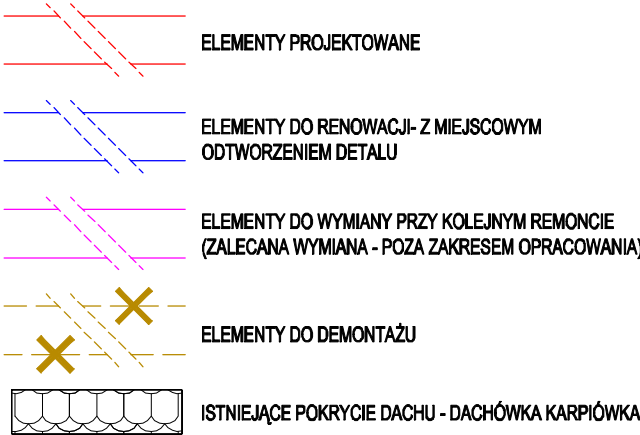 ELEMENTY PROJEKTOWANE
ELEMENTY DO RENOWACJI- Z MIEJSCOWYM
ODTWORZENIEM DETALU
ELEMENTY DO WYMIANY PRZY KOLEJNYM REMONCIE
(ZALECANA WYMIANA - POZA ZAKRESEM OPRACOWANIA)
ELEMENTY DO DEMONTAŻU
ISTNIEJĄCE POKRYCIE DACHU - DACHÓWKA KARPIÓWKA